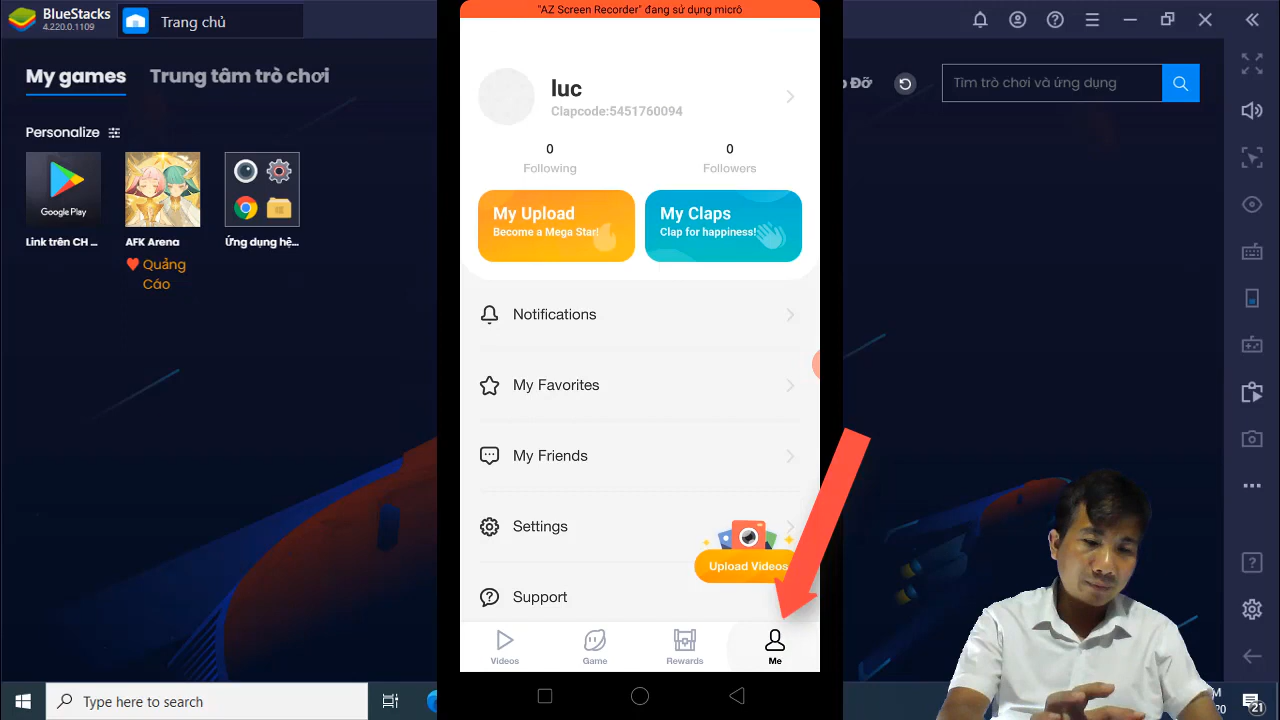 BlueStacks
4.220.0.1109
Trang chủ
"AZ Screen Recorder" đang sử dụng micrô
My games
Trung tâm trò chơi
Đỡ
Tìm trò chơi và ứng dụng
Personalize
Google Play
Link trên CH ...
AFK Arena
Quảng
Cáo
Ứng dụng hệ...
luc
Clapcode:5451760094
0
Following
0
Followers
My Upload
Become a Mega Star!
My Claps
Clap for happiness!
Notifications
My Favorites
My Friends
Settings
Upload Videos
Support
Videos
Game
Rewards
Me
Type here to search
21